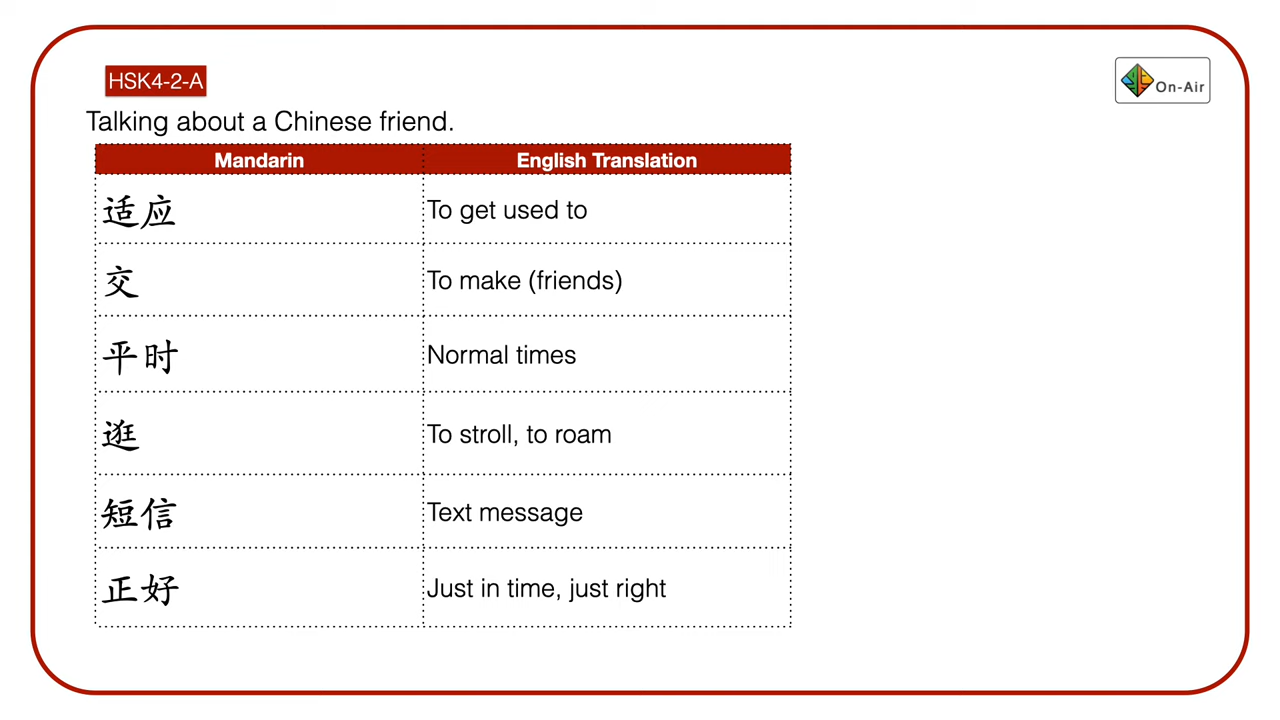 HSK4-2-A
On-Air
Talking about a Chinese friend.
Mandarin English Translation
适应 To get used to
交 To make (friends)
平时 Normal times
逛 To stroll, to roam
短信 Text message
正好 Just in time, just right